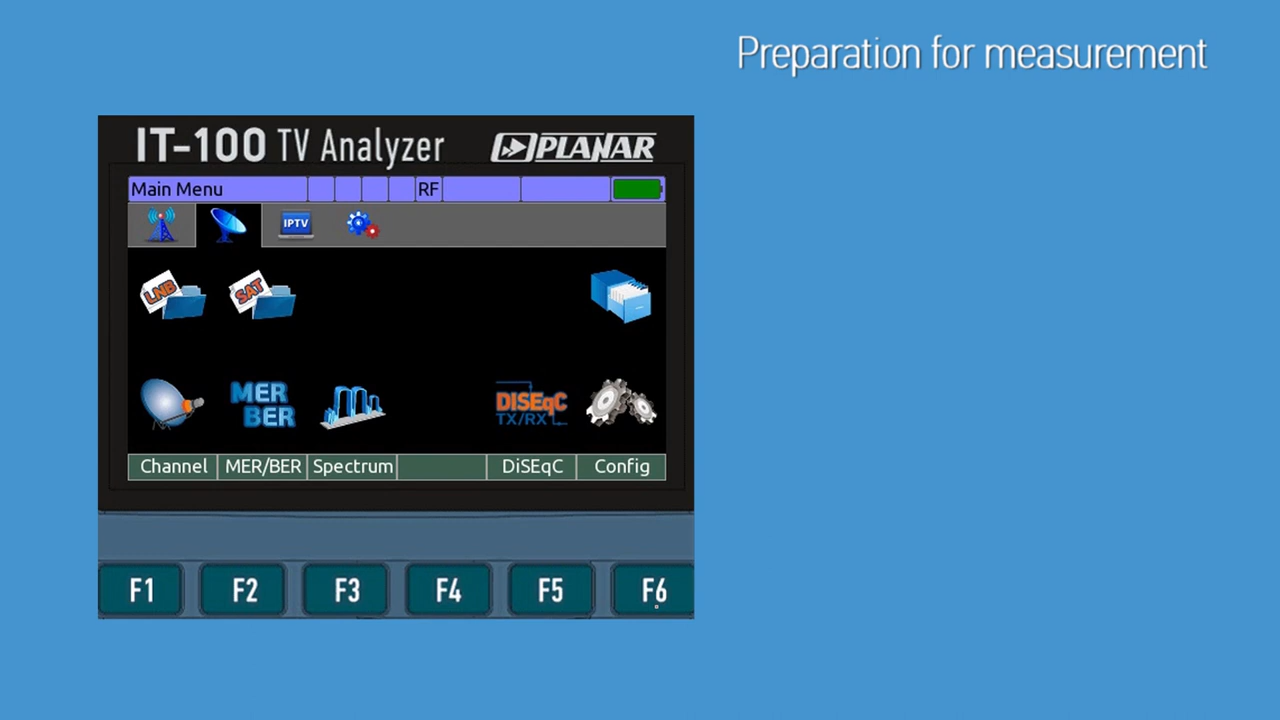 Preparation for measurement
IT-100 TV Analyzer PLANAR
Main Menu RF
IPTV
LNB SAT
MER BER DISEqC TX/RX
Channel MER/BER Spectrum DiSEqC Config
F1 F2 F3 F4 F5 F6